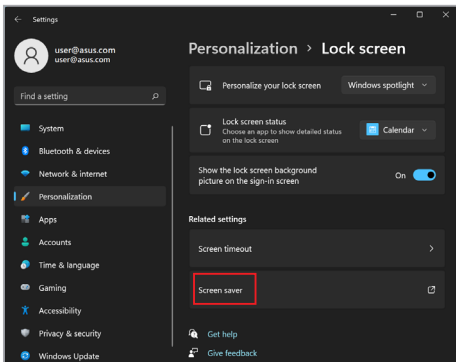 Settings
user@asus.com
user@asus.com
Find a setting
System
Bluetooth & devices
Network & internet
Personalization
Apps
Accounts
Time & language
Gaming
Accessibility
Privacy & security
Windows Update
Personalization > Lock screen
Personalize your lock screen
Windows spotlight
Lock screen status
Choose an app to show detailed status
on the lock screen
Calendar
Show the lock screen background
picture on the sign-in screen
On
Related settings
Screen timeout
Screen saver
Get help
Give feedback